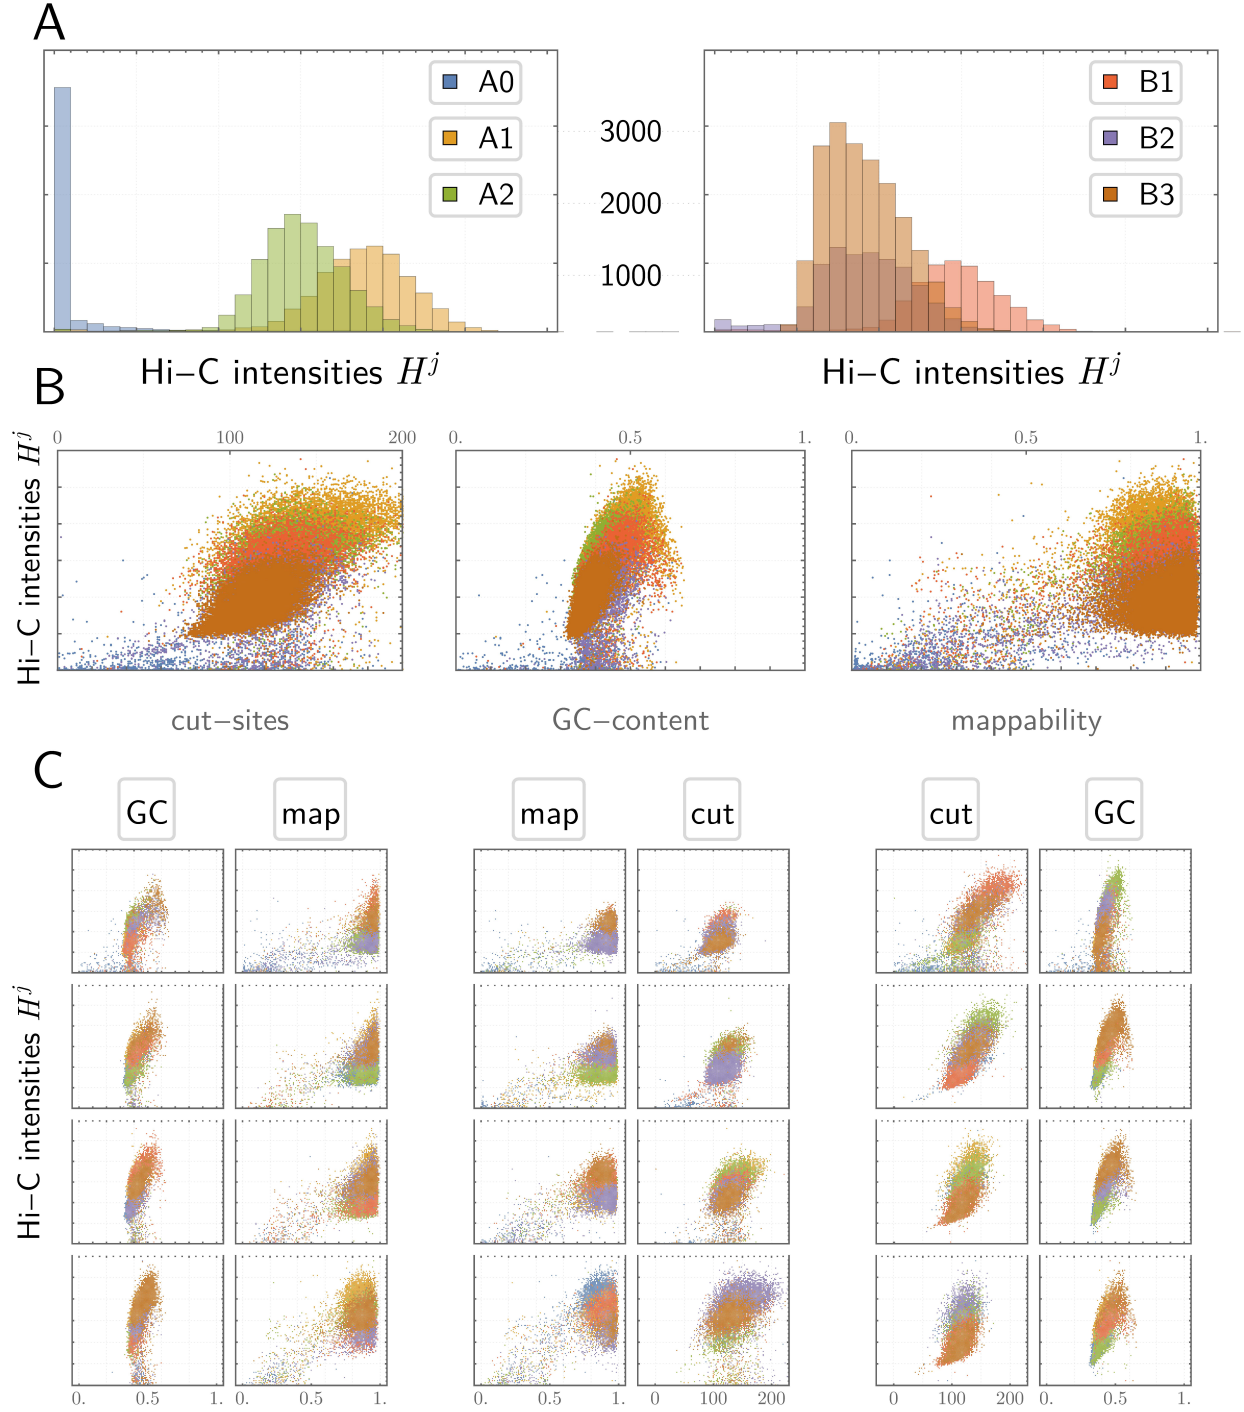 A
A0
A1
A2
3000
2000
1000
B1
B2
B3
Hi–C intensities H^j
Hi–C intensities H^j
B
Hi–C intensities H^j
0 100 200
0. 0.5 1.
0. 0.5 1.
cut–sites
GC–content
mappability
C
GC map map cut cut GC
Hi–C intensities H^j
0. 0.5 1. 0.5 1.
0. 0.5 1. 0 100 200
0 100 200 0. 0.5 1.